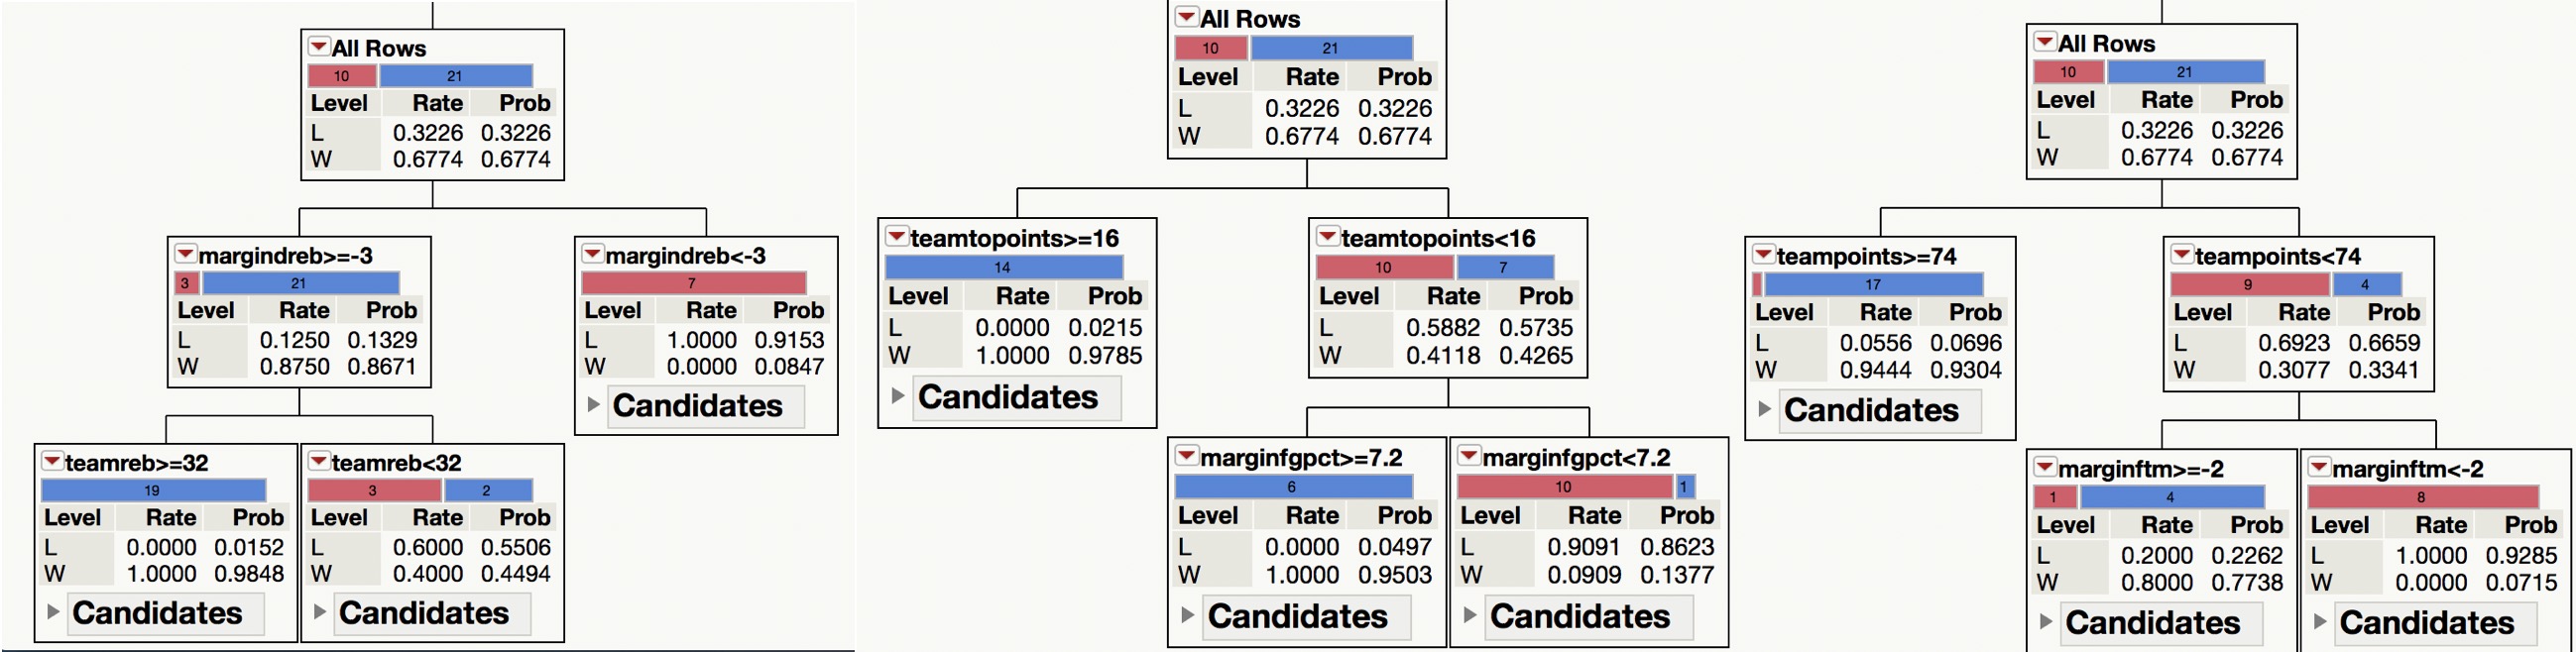 All Rows
10 21
Level Rate Prob
L 0.3226 0.3226
W 0.6774 0.6774
margindreb>=-3
3 21
Level Rate Prob
L 0.1250 0.1329
W 0.8750 0.8671
margindreb<-3
7
Level Rate Prob
L 1.0000 0.9153
W 0.0000 0.0847
Candidates
teamreb>=32
19
Level Rate Prob
L 0.0000 0.0152
W 1.0000 0.9848
Candidates
teamreb<32
3 2
Level Rate Prob
L 0.6000 0.5506
W 0.4000 0.4494
Candidates
All Rows
10 21
Level Rate Prob
L 0.3226 0.3226
W 0.6774 0.6774
teamtopoints>=16
14
Level Rate Prob
L 0.0000 0.0215
W 1.0000 0.9785
Candidates
teamtopoints<16
10 7
Level Rate Prob
L 0.5882 0.5735
W 0.4118 0.4265
marginfgpct>=7.2
6
Level Rate Prob
L 0.0000 0.0497
W 1.0000 0.9503
Candidates
marginfgpct<7.2
10 1
Level Rate Prob
L 0.9091 0.8623
W 0.0909 0.1377
Candidates
All Rows
10 21
Level Rate Prob
L 0.3226 0.3226
W 0.6774 0.6774
teampoints>=74
17
Level Rate Prob
L 0.0556 0.0696
W 0.9444 0.9304
Candidates
teampoints<74
9 4
Level Rate Prob
L 0.6923 0.6659
W 0.3077 0.3341
marginftm>=-2
1 4
Level Rate Prob
L 0.2000 0.2262
W 0.8000 0.7738
Candidates
marginftm<-2
8
Level Rate Prob
L 1.0000 0.9285
W 0.0000 0.0715
Candidates